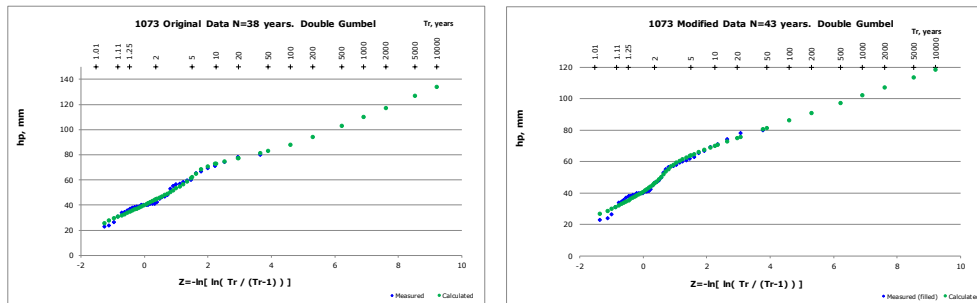 1073 Original Data N=38 years. Double Gumbel
Tr, years
1.01 1.11 1.25 2 5 10 20 50 100 200 500 1000 2000 5000 10000
140
120
100
80
60
40
20
0
hp, mm
-2 0 2 4 6 8 10
Z=-ln[ ln( Tr / (Tr-1) ) ]
Measured Calculated
1073 Modified Data N=43 years. Double Gumbel
Tr, years
1.01 1.11 1.25 2 5 10 20 50 100 200 500 1000 2000 5000 10000
120
100
80
60
40
20
0
hp, mm
-2 0 2 4 6 8 10
Z=-ln[ ln( Tr / (Tr-1) ) ]
Measured (filled) Calculated